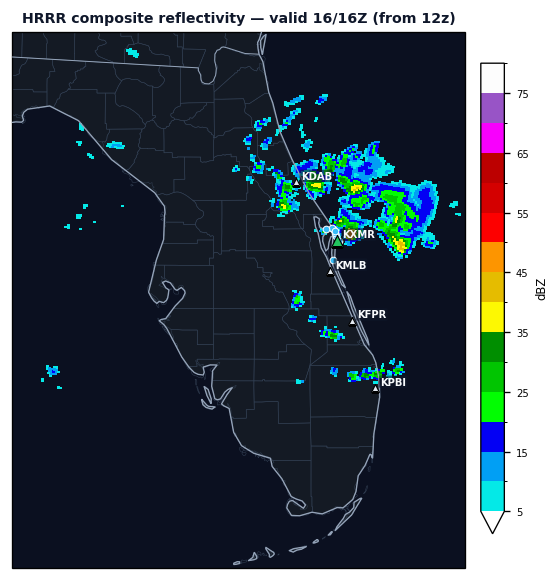 HRRR composite reflectivity — valid 16/16Z (from 12z)
KDAB
KXMR
KMLB
KFPR
KPBI
75
65
55
45
35
25
15
5
dBZ